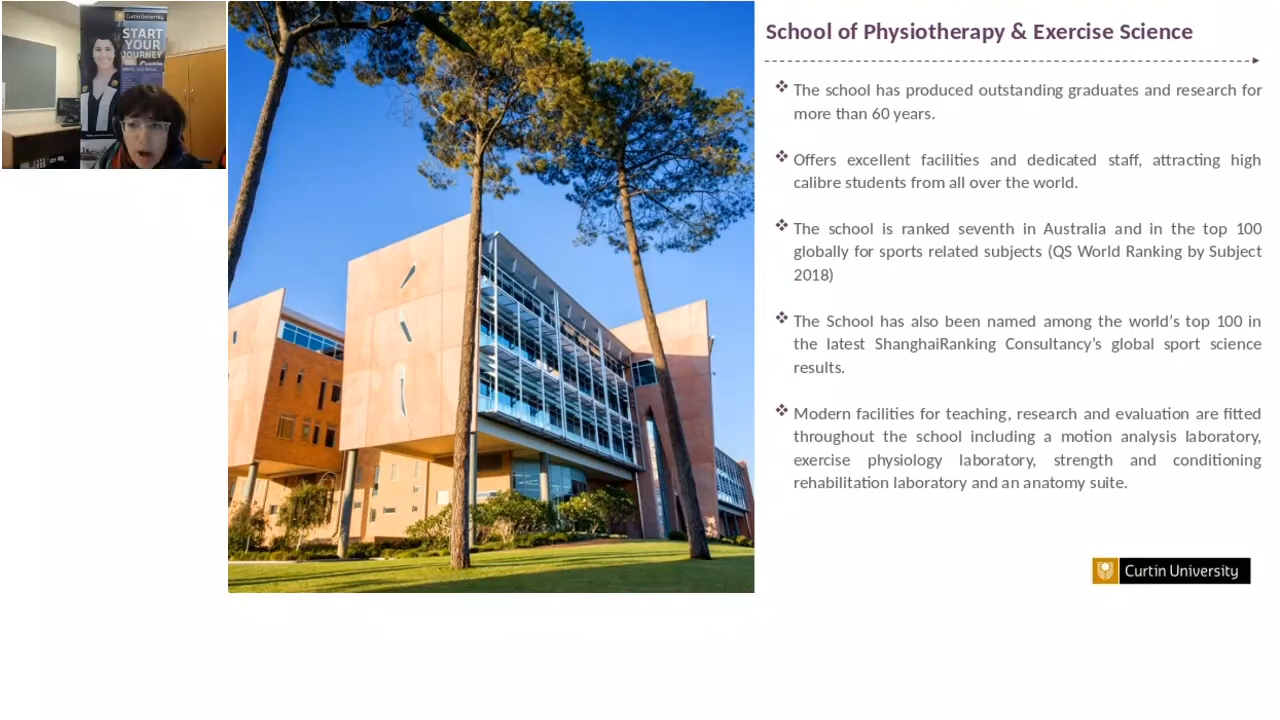 Curtin University
START
YOUR
JOURNEY
School of Physiotherapy & Exercise Science
❖ The school has produced outstanding graduates and research for
more than 60 years.
❖ Offers excellent facilities and dedicated staff, attracting high
calibre students from all over the world.
❖ The school is ranked seventh in Australia and in the top 100
globally for sports related subjects (QS World Ranking by Subject
2018)
❖ The School has also been named among the world’s top 100 in
the latest ShanghaiRanking Consultancy’s global sport science
results.
❖ Modern facilities for teaching, research and evaluation are fitted
throughout the school including a motion analysis laboratory,
exercise physiology laboratory, strength and conditioning
rehabilitation laboratory and an anatomy suite.
Curtin University